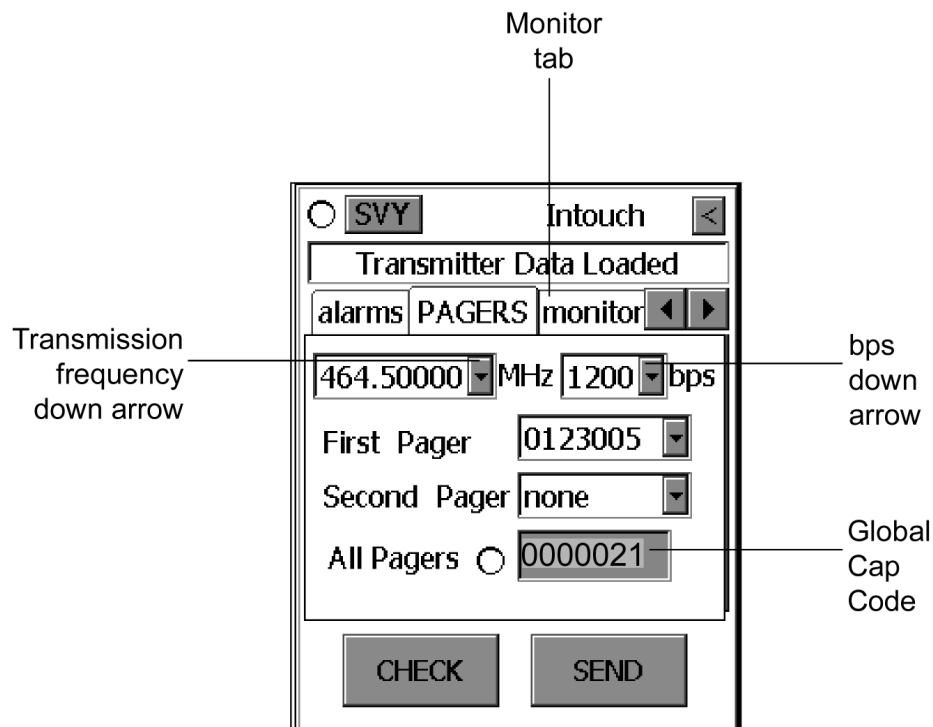 Monitor
tab
SVY Intouch <
Transmitter Data Loaded
alarms PAGERS monitor
Transmission
frequency
down arrow
464.50000 MHz 1200 bps
bps
down
arrow
First Pager 0123005
Second Pager none
All Pagers 0000021
Global
Cap
Code
CHECK SEND